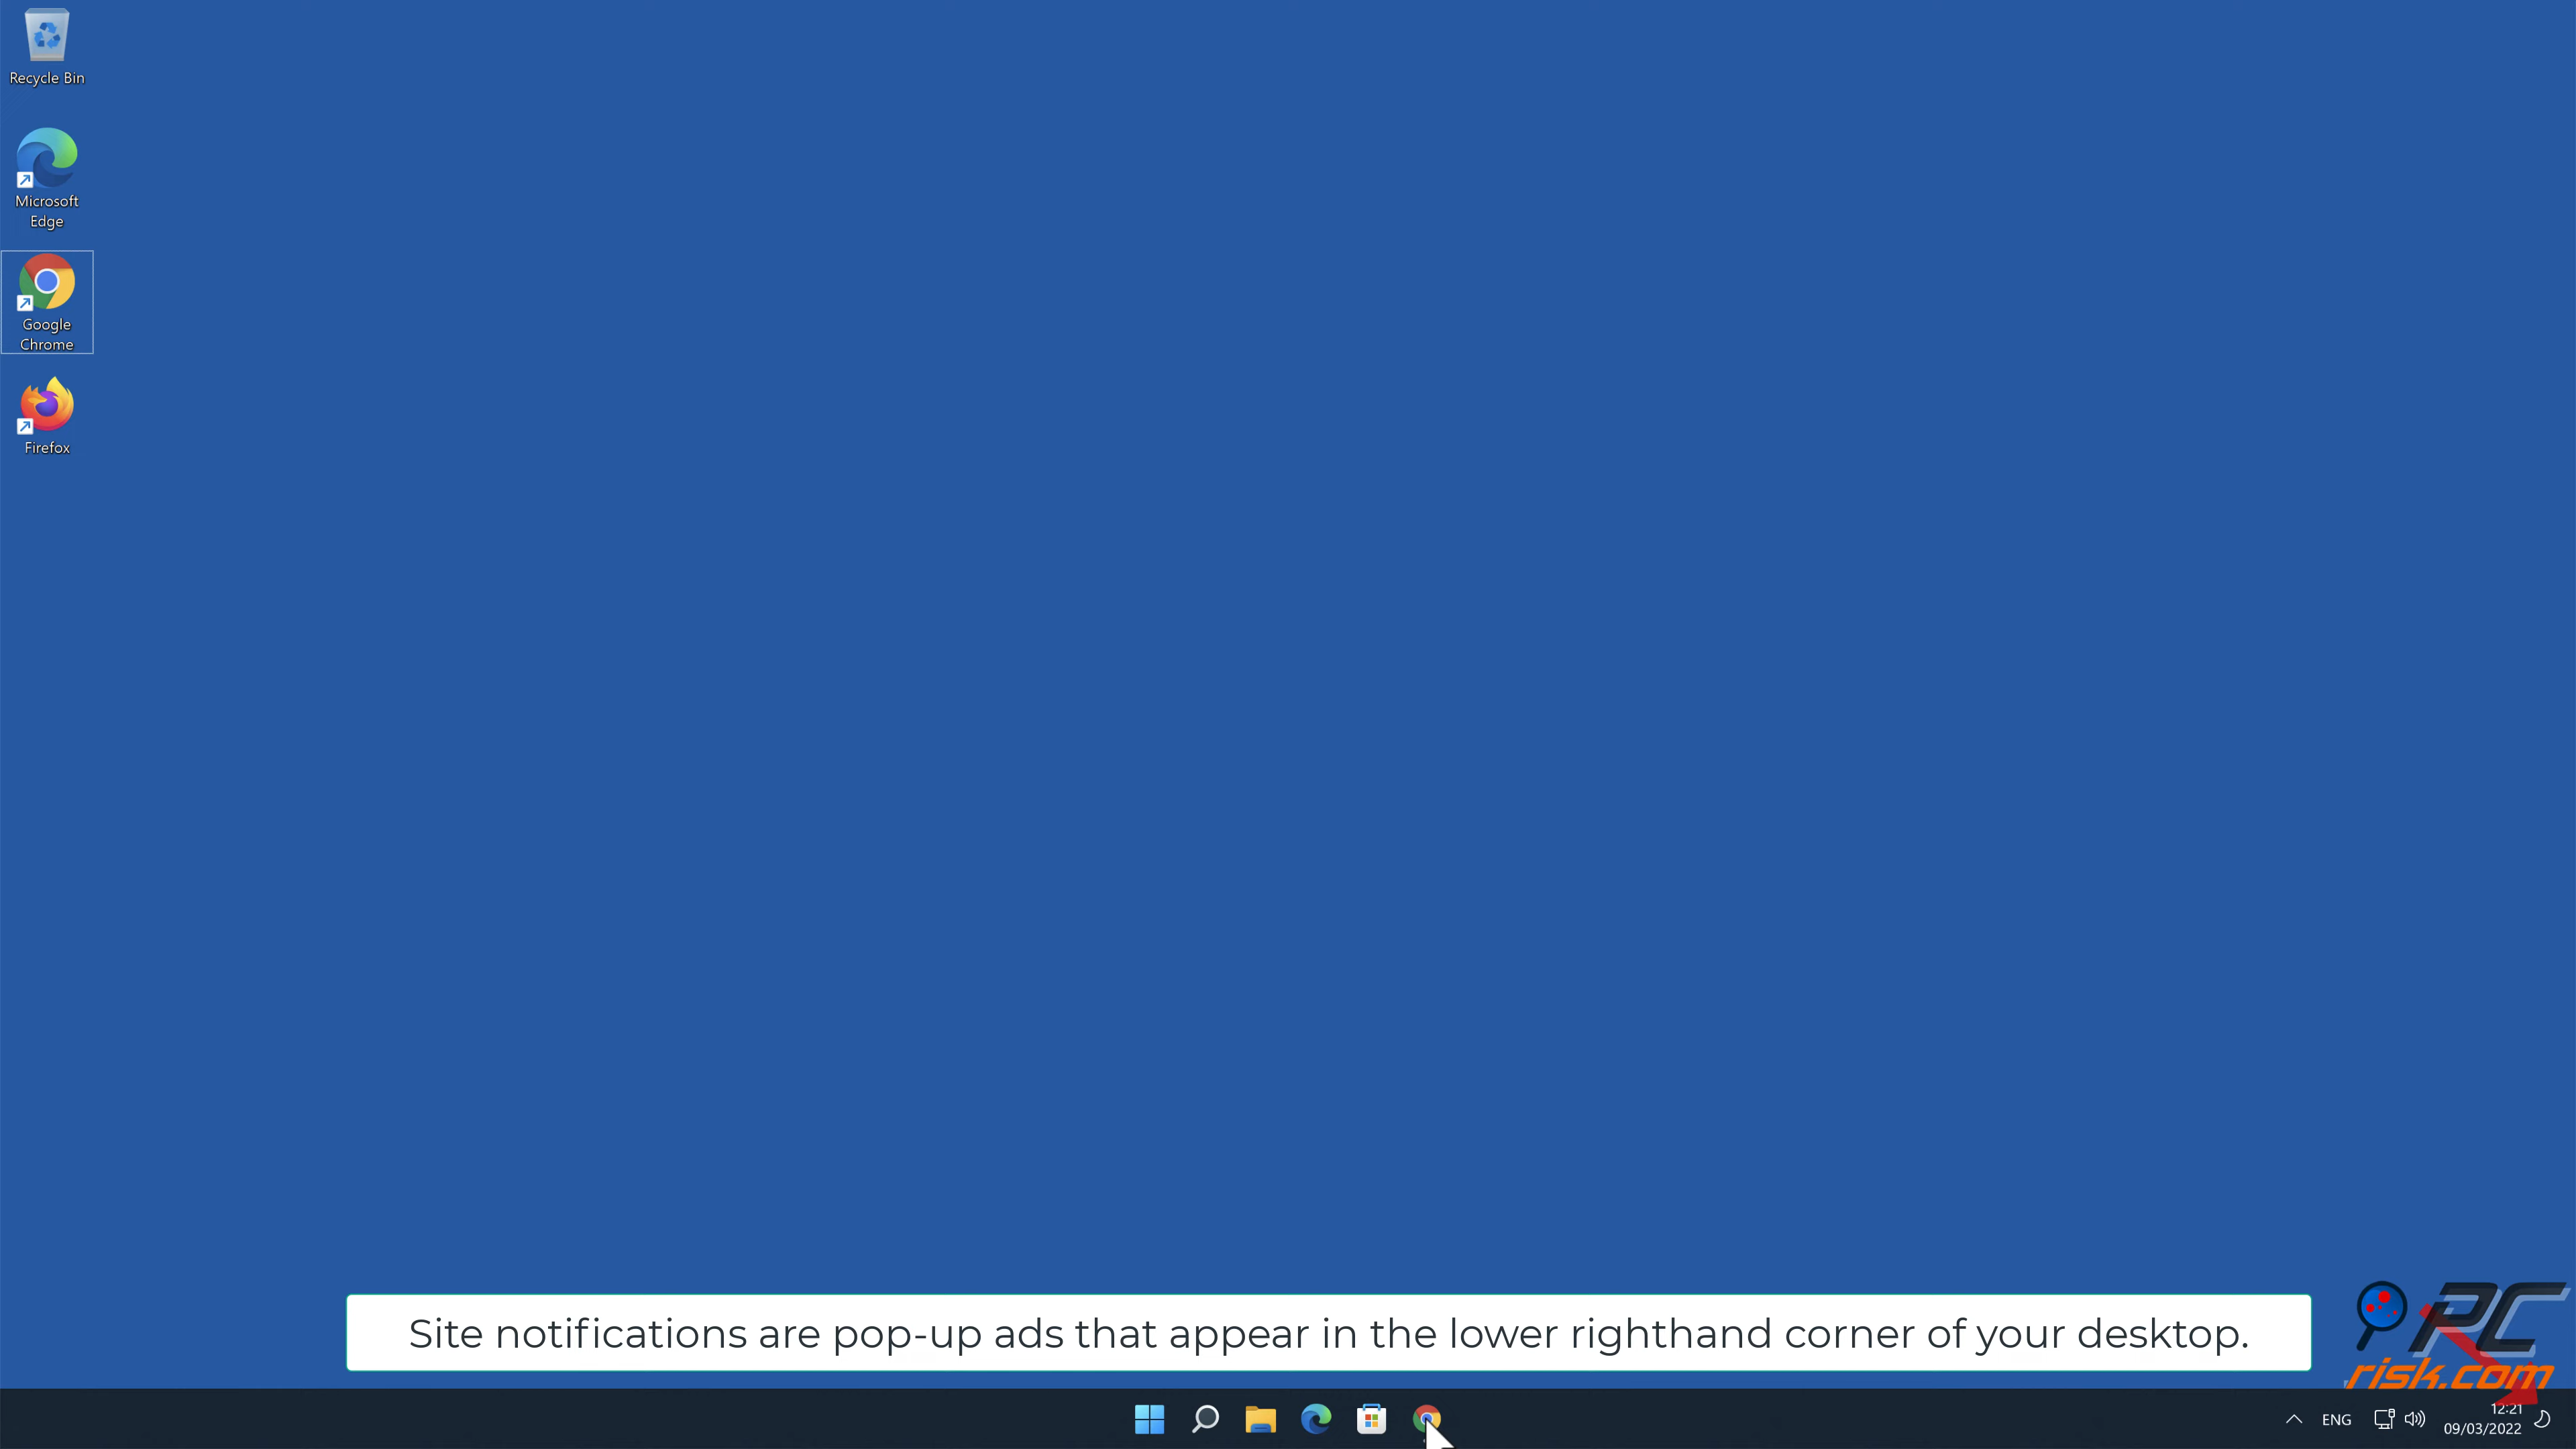 Recycle Bin
Microsoft
Edge
Google
Chrome
Firefox
Site notifications are pop-up ads that appear in the lower righthand corner of your desktop.
PC
risk.com
ENG
12:21
09/03/2022